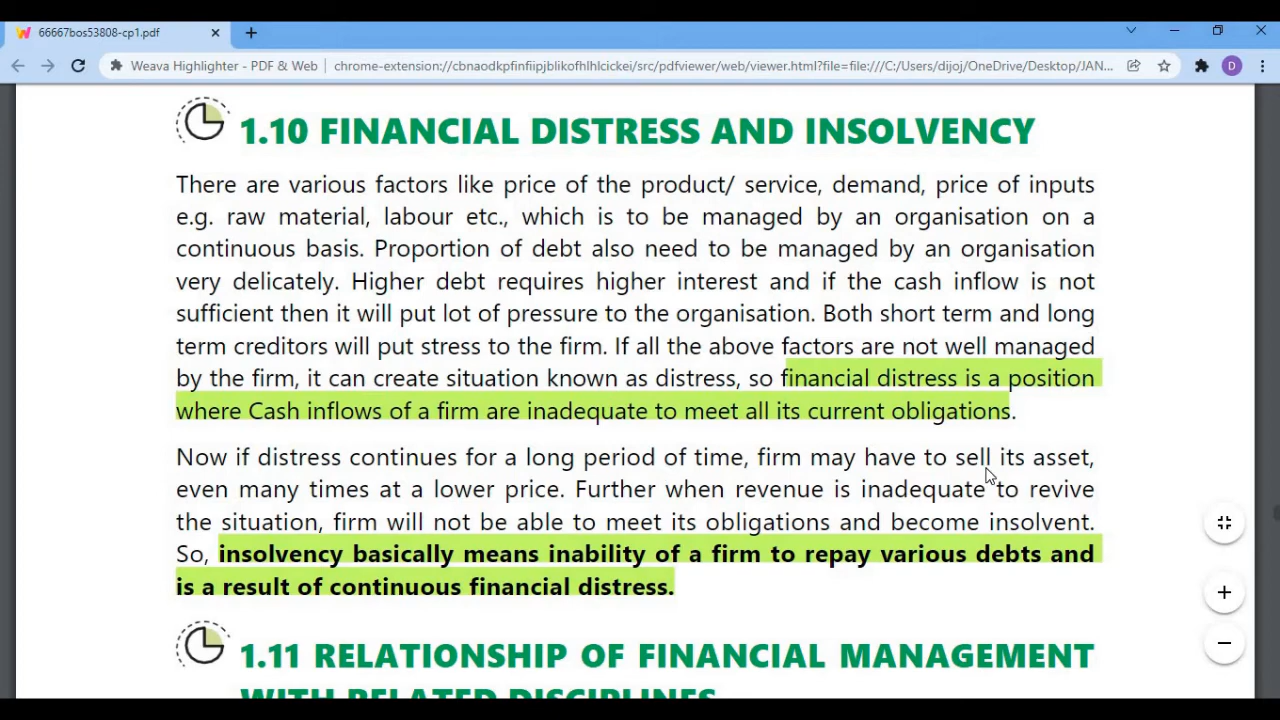 66667bos53808-cp1.pdf
Weava Highlighter - PDF & Web
chrome-extension://cbnaodkpfinfiipjblikofhlhlcickei/src/pdfviewer/web/viewer.html?file=file:///C:/Users/dijoj/OneDrive/Desktop/JAN...
D
1.10 FINANCIAL DISTRESS AND INSOLVENCY
There are various factors like price of the product/ service, demand, price of inputs
e.g. raw material, labour etc., which is to be managed by an organisation on a
continuous basis. Proportion of debt also need to be managed by an organisation
very delicately. Higher debt requires higher interest and if the cash inflow is not
sufficient then it will put lot of pressure to the organisation. Both short term and long
term creditors will put stress to the firm. If all the above factors are not well managed
by the firm, it can create situation known as distress, so financial distress is a position
where Cash inflows of a firm are inadequate to meet all its current obligations.
Now if distress continues for a long period of time, firm may have to sell its asset,
even many times at a lower price. Further when revenue is inadequate to revive
the situation, firm will not be able to meet its obligations and become insolvent.
So, insolvency basically means inability of a firm to repay various debts and
is a result of continuous financial distress.
1.11 RELATIONSHIP OF FINANCIAL MANAGEMENT
WITH RELATED DISCIPLINES